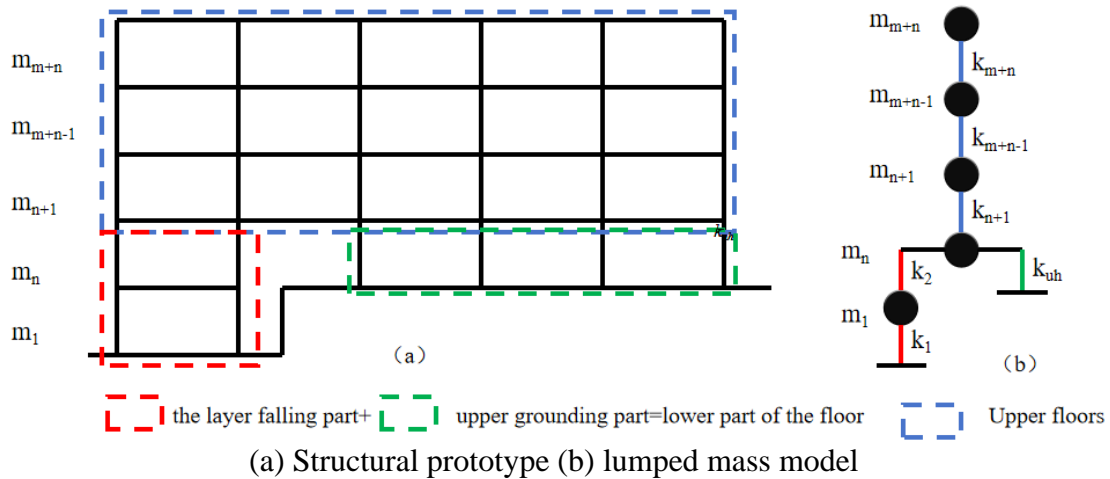 m_{m+n}
m_{m+n-1}
m_{n+1}
m_n
m_1
(a)
m_{m+n}
k_{m+n}
m_{m+n-1}
k_{m+n-1}
m_{n+1}
k_{n+1}
m_n
k_2
k_{uh}
m_1
k_1
(b)
the layer falling part+ upper grounding part=lower part of the floor Upper floors
(a) Structural prototype (b) lumped mass model